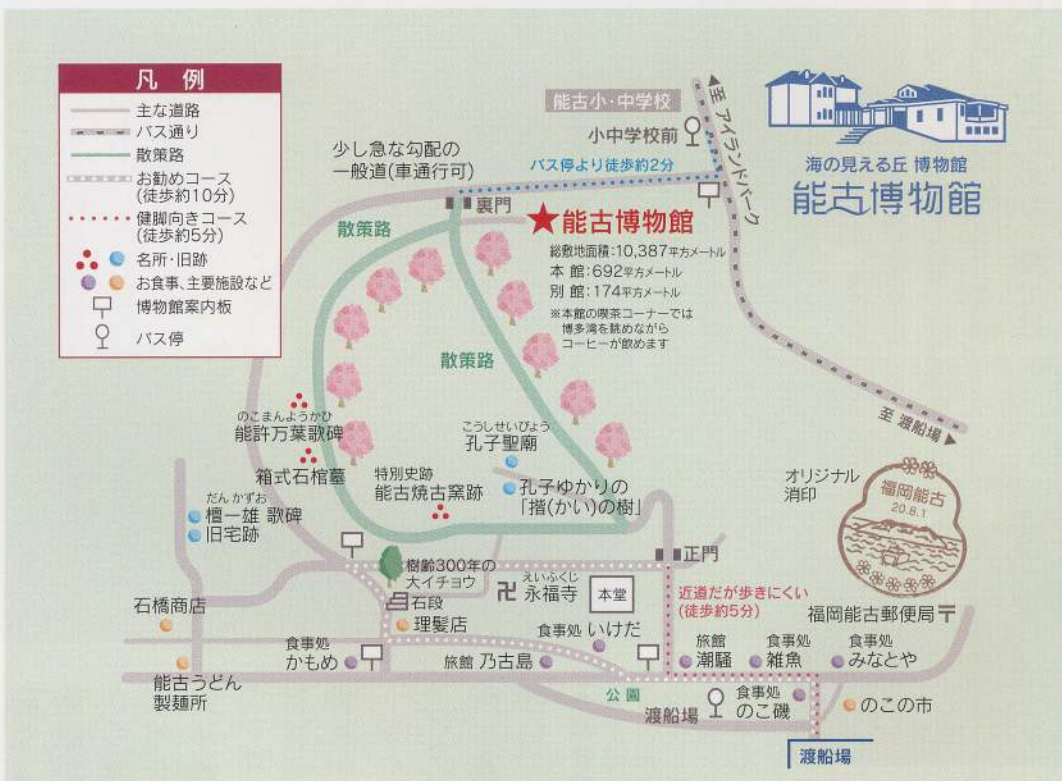 凡例
主な道路
バス通り
散策路
お勧めコース
(徒歩約10分)
健脚向きコース
(徒歩約5分)
名所・旧跡
お食事、主要施設など
博物館案内板
バス停
能古小・中学校
小中学校前
◀至 アイランドパーク
少し急な勾配の
一般道(車通行可)
バス停より徒歩約2分
海の見える丘 博物館
能古博物館
裏門
散策路
★能古博物館
総敷地面積:10,387平方メートル
本 館:692平方メートル
別 館:174平方メートル
※本館の喫茶コーナーでは
博多湾を眺めながら
コーヒーが飲めます
散策路
至 渡船場▶
のこまんようかひ
能許万葉歌碑
箱式石棺墓
こうしせいびょう
孔子聖廟
特別史跡
能古焼古窯跡
孔子ゆかりの
「揩(かい)の樹」
オリジナル
消印
福岡能古
20.8.1
だん かずお
檀一雄 歌碑
旧宅跡
正門
樹齢300年の
大イチョウ
石段
理髪店
卍
えいふくじ
永福寺
本堂
近道だが歩きにくい
(徒歩約5分)
福岡能古郵便局〒
石橋商店
食事処
かもめ
旅館 乃古島
食事処 いけだ
旅館
潮騒
食事処
雑魚
食事処
みなとや
能古うどん
製麺所
公園
渡船場
食事処
のこ磯
のこの市
渡船場